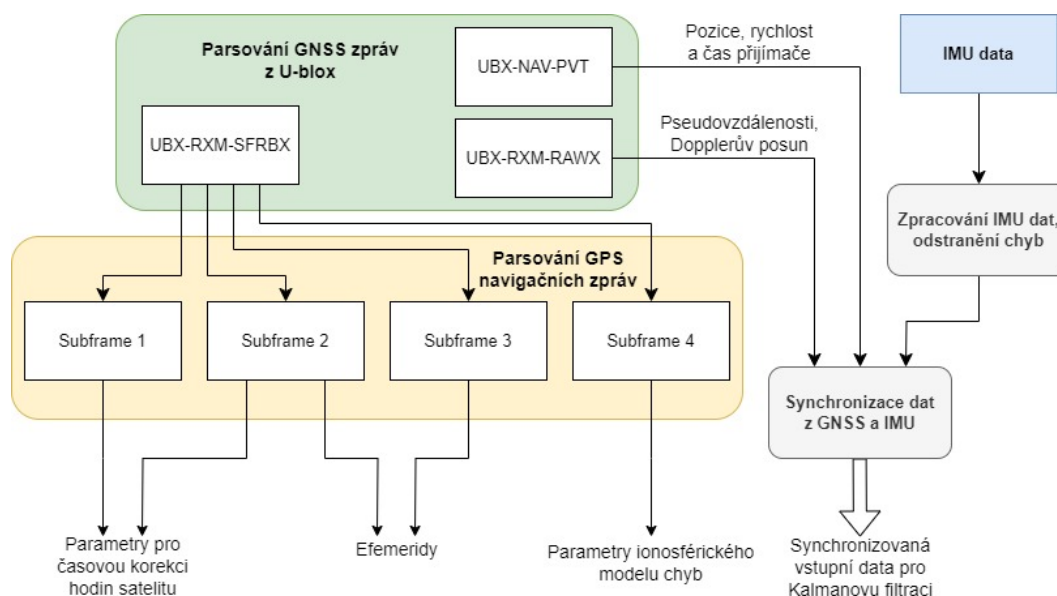 Parsování GNSS zpráv
z U-blox
UBX-NAV-PVT
UBX-RXM-SFRBX
UBX-RXM-RAWX
Pozice, rychlost
a čas přijímače
Pseudovzdálenosti,
Dopplerův posun
IMU data
Zpracování IMU dat,
odstranění chyb
Parsování GPS
navigačních zpráv
Subframe 1
Subframe 2
Subframe 3
Subframe 4
Synchronizace dat
z GNSS a IMU
Parametry pro
časovou korekci
hodin satelitu
Efemeridy
Parametry ionosférického
modelu chyb
Synchronizovaná
vstupní data pro
Kalmanovu filtraci